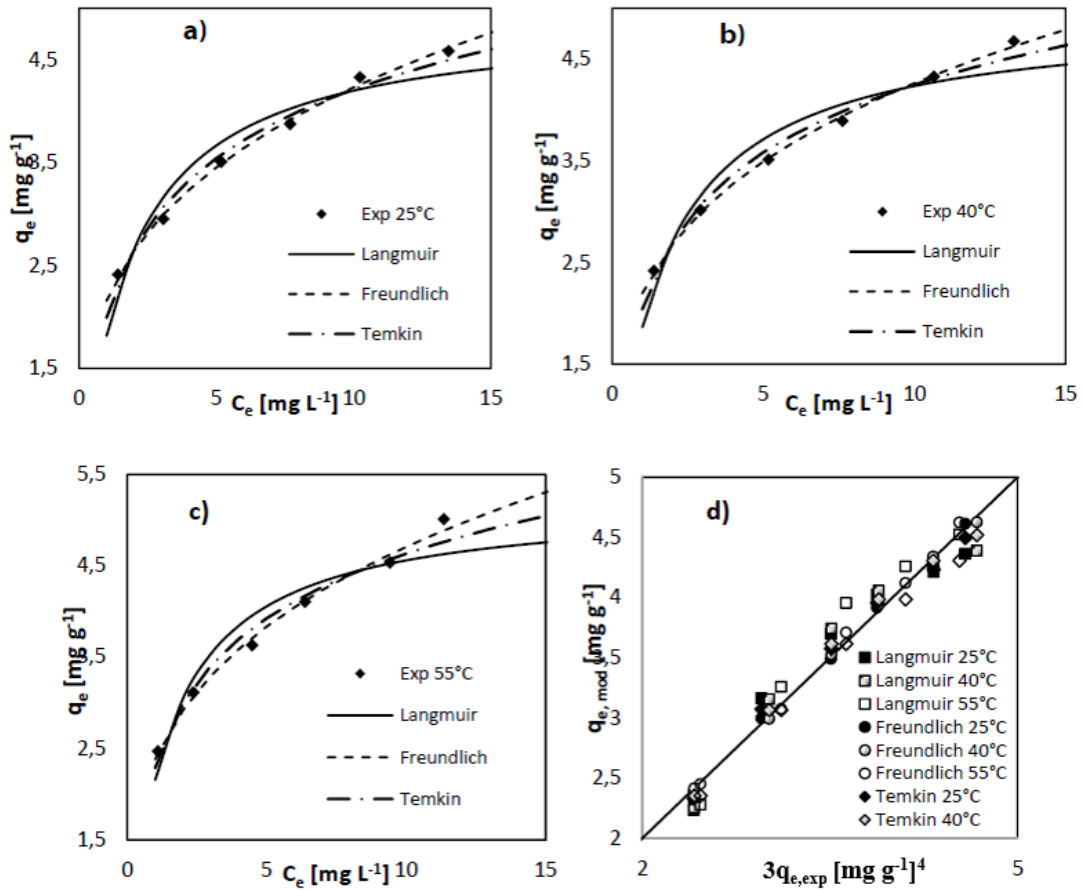 a)
4,5
3,5
2,5
1,5
qe [mg g-1]
Exp 25°C
Langmuir
Freundlich
Temkin
0 5 10 15
Ce [mg L-1]
b)
4,5
3,5
2,5
1,5
qe [mg g-1]
Exp 40°C
Langmuir
Freundlich
Temkin
0 5 10 15
Ce [mg L-1]
c)
5,5
4,5
3,5
2,5
1,5
qe [mg g-1]
Exp 55°C
Langmuir
Freundlich
Temkin
0 5 10 15
Ce [mg L-1]
d)
5
4,5
4
3,5
3
2,5
2
qe, mod [mg g-1]
Langmuir 25°C
Langmuir 40°C
Langmuir 55°C
Freundlich 25°C
Freundlich 40°C
Freundlich 55°C
Temkin 25°C
Temkin 40°C
2 5
3qe,exp [mg g-1]4